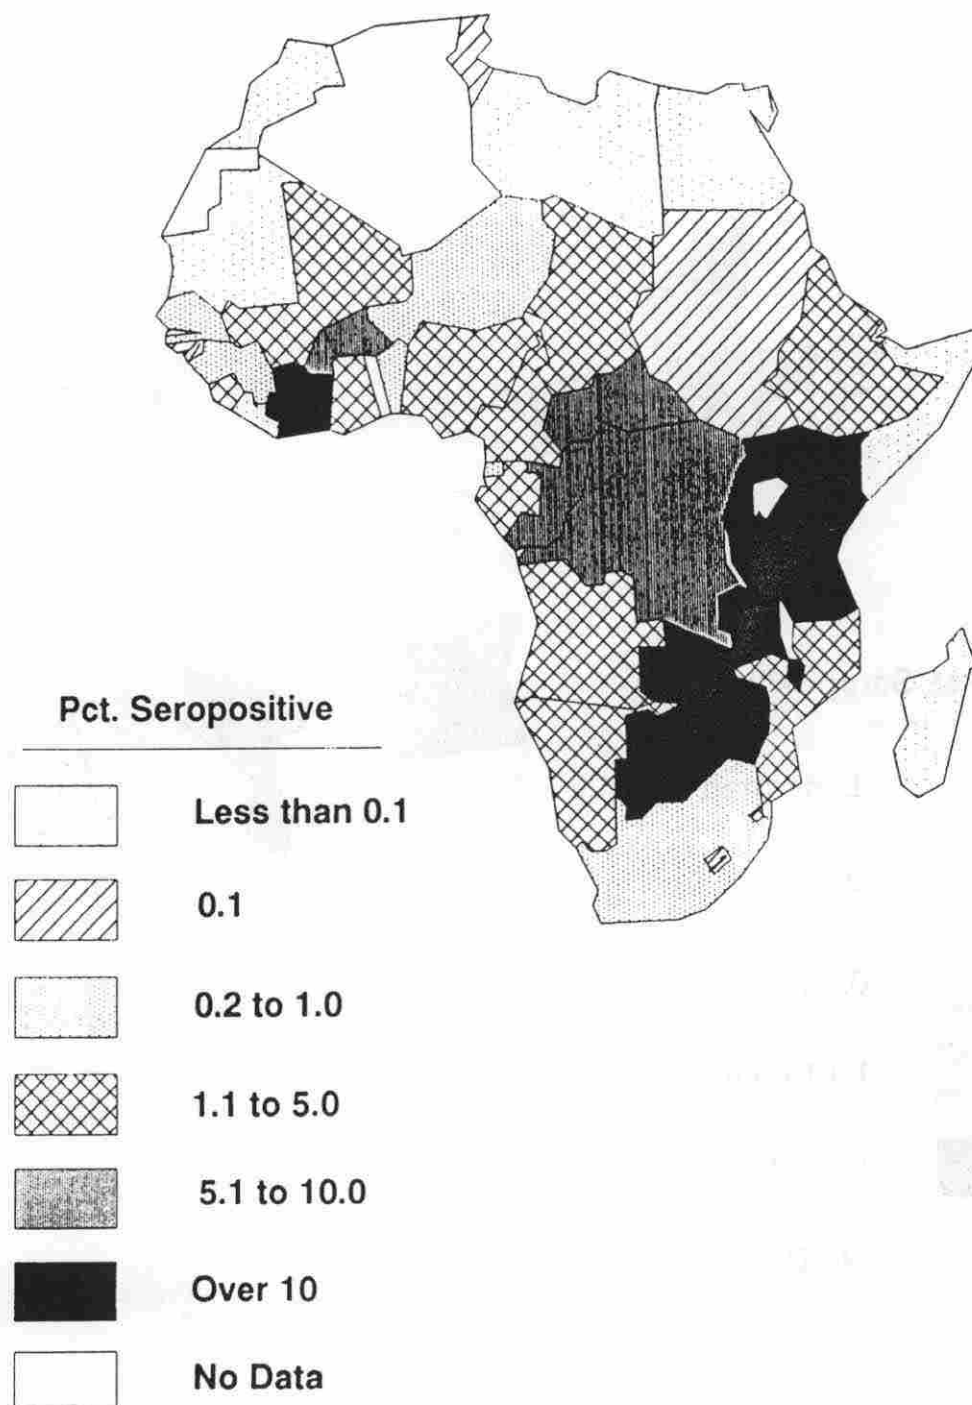 Pct. Seropositive
Less than 0.1
0.1
0.2 to 1.0
1.1 to 5.0
5.1 to 10.0
Over 10
No Data